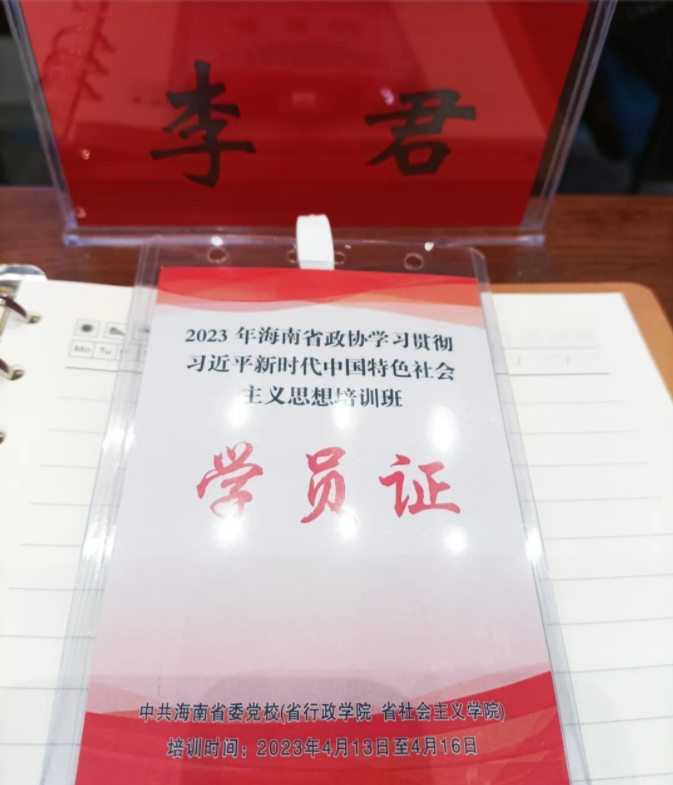 李君
2023 年海南省政协学习贯彻
习近平新时代中国特色社会
主义思想培训班
学员证
Mo Tu
中共海南省委党校(省行政学院 省社会主义学院)
培训时间：2023年4月13日至4月16日